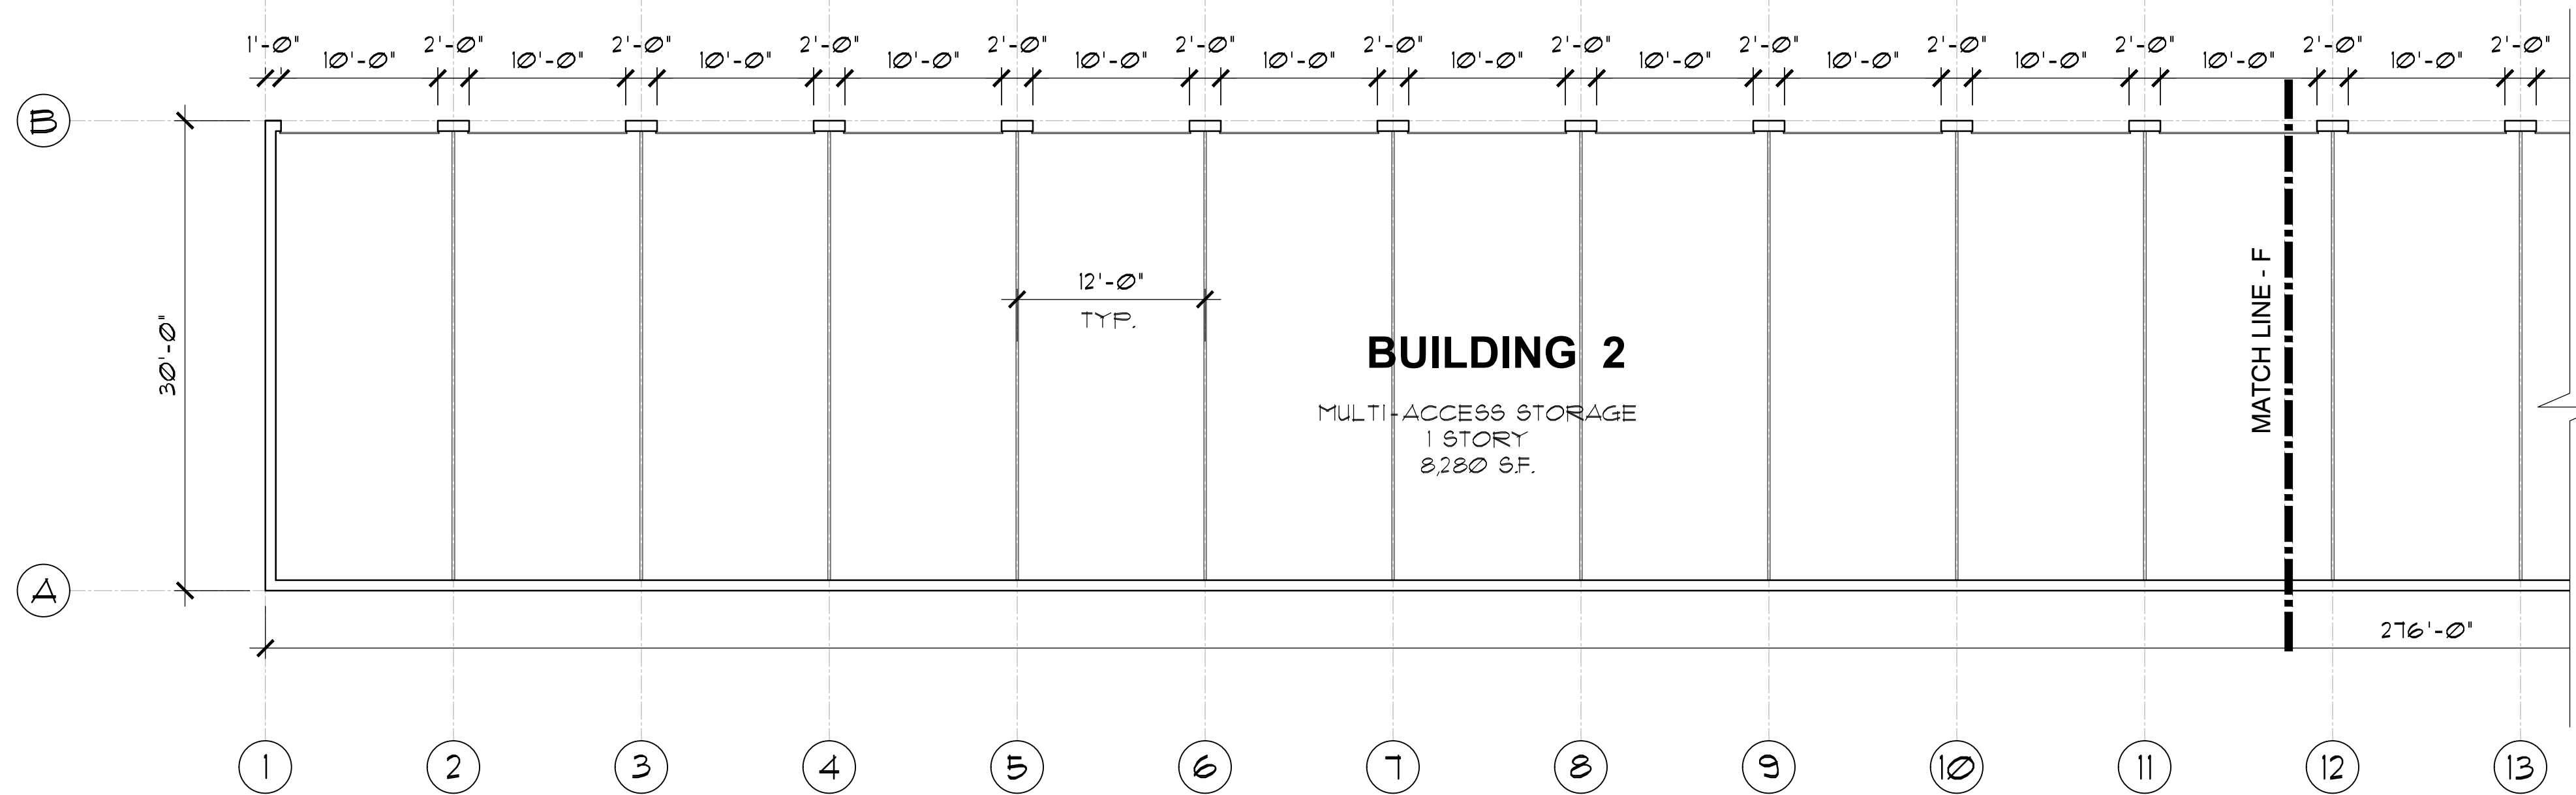 1'-0" 10'-0" 2'-0" 10'-0" 2'-0" 10'-0" 2'-0" 10'-0" 2'-0" 10'-0" 2'-0" 10'-0" 2'-0" 10'-0" 2'-0" 10'-0" 2'-0" 10'-0" 2'-0" 10'-0" 2'-0" 10'-0" 2'-0" 10'-0" 2'-0"
B
30'-0"
12'-0"
TYP.
BUILDING 2
MULTI-ACCESS STORAGE
1 STORY
8,280 S.F.
MATCH LINE - F
A
276'-0"
1 2 3 4 5 6 7 8 9 10 11 12 13